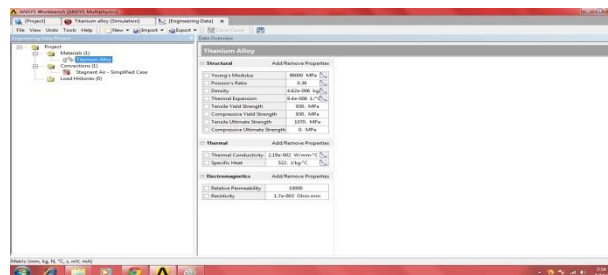 ANSYS Workbench [ANSYS Multiphysics]
[Project] Titanium alloy [Simulation] [Engineering Data] ×
File View Units Tools Help New Import Export
Data Overview
Project
Materials (1)
Titanium Alloy
Convections (1)
Stagnant Air - Simplified Case
Load Histories (0)
Titanium Alloy
Structural Add/Remove Properties
Young's Modulus 96000 MPa
Poisson's Ratio 0.36
Density 4.62e-006 kg
Thermal Expansion 9.4e-006 1/°C
Tensile Yield Strength 930. MPa
Compressive Yield Strength 930. MPa
Tensile Ultimate Strength 1070. MPa
Compressive Ultimate Strength 0. MPa
Thermal Add/Remove Properties
Thermal Conductivity 2.19e-002 W/mm·°C
Specific Heat 522. J/kg·°C
Electromagnetics Add/Remove Properties
Relative Permeability 10000
Resistivity 1.7e-003 Ohm·mm
Metric (mm, kg, N, °C, s, mV, mA)